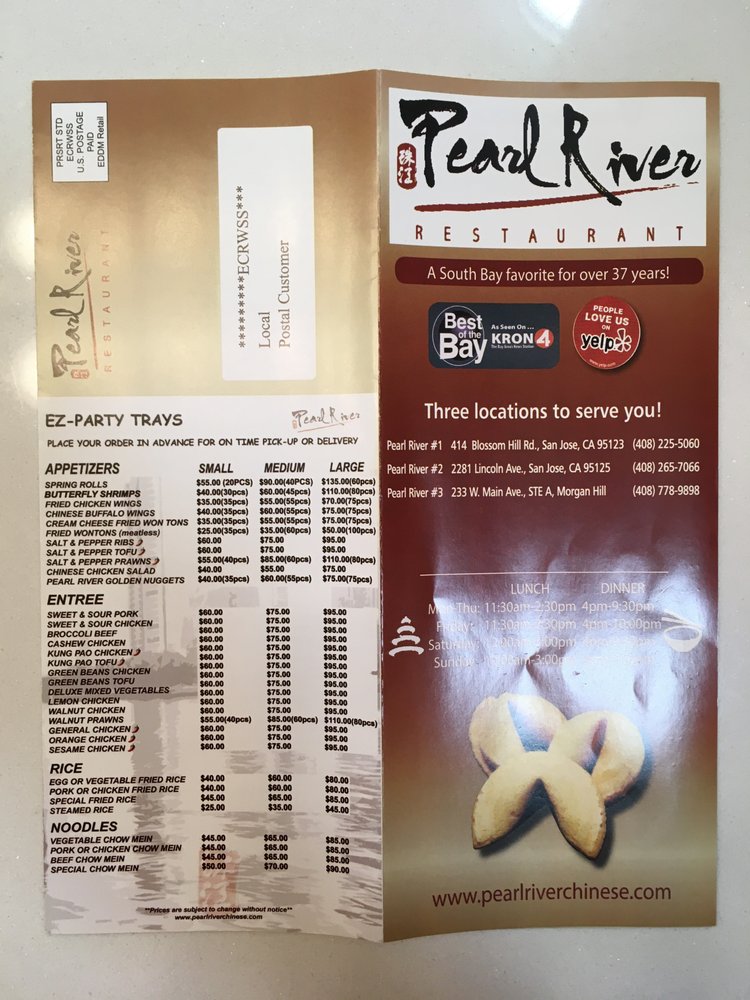 PRSRT STD
ECRWSS
U.S. POSTAGE
PAID
EDDM Retail
*********ECRWSS***
Local
Postal Customer
Pearl River
RESTAURANT
EZ-PARTY TRAYS
Pearl River
PLACE YOUR ORDER IN ADVANCE FOR ON TIME PICK-UP OR DELIVERY
APPETIZERS SMALL MEDIUM LARGE
SPRING ROLLS $55.00 (20PCS) $90.00(40PCS) $135.00(60pcs)
BUTTERFLY SHRIMPS $40.00(30pcs) $60.00(45pcs) $110.00(80pcs)
FRIED CHICKEN WINGS $35.00(35pcs) $55.00(55pcs) $70.00(75pcs)
CHINESE BUFFALO WINGS $40.00(35pcs) $60.00(55pcs) $75.00(75pcs)
CREAM CHEESE FRIED WON TONS $35.00(35pcs) $55.00(55pcs) $75.00(75pcs)
FRIED WONTONS (meatless) $25.00(35pcs) $35.00(60pcs) $50.00(100pcs)
SALT & PEPPER RIBS $60.00 $75.00 $95.00
SALT & PEPPER TOFU $60.00 $75.00 $95.00
SALT & PEPPER PRAWNS $55.00(40pcs) $85.00(60pcs) $110.00(80pcs)
CHINESE CHICKEN SALAD $40.00 $55.00 $75.00
PEARL RIVER GOLDEN NUGGETS $40.00(35pcs) $60.00(55pcs) $75.00(75pcs)
ENTREE
SWEET & SOUR PORK $60.00 $75.00 $95.00
SWEET & SOUR CHICKEN $60.00 $75.00 $95.00
BROCCOLI BEEF $60.00 $75.00 $95.00
CASHEW CHICKEN $60.00 $75.00 $95.00
KUNG PAO CHICKEN $60.00 $75.00 $95.00
KUNG PAO TOFU $60.00 $75.00 $95.00
GREEN BEANS CHICKEN $60.00 $75.00 $95.00
GREEN BEANS TOFU $60.00 $75.00 $95.00
DELUXE MIXED VEGETABLES $60.00 $75.00 $95.00
LEMON CHICKEN $60.00 $75.00 $95.00
WALNUT CHICKEN $60.00 $75.00 $95.00
WALNUT PRAWNS $55.00(40pcs) $85.00(60pcs) $110.00(80pcs)
GENERAL CHICKEN $60.00 $75.00 $95.00
ORANGE CHICKEN $60.00 $75.00 $95.00
SESAME CHICKEN $60.00 $75.00 $95.00
RICE
EGG OR VEGETABLE FRIED RICE $40.00 $60.00 $80.00
PORK OR CHICKEN FRIED RICE $40.00 $60.00 $80.00
SPECIAL FRIED RICE $45.00 $65.00 $85.00
STEAMED RICE $25.00 $35.00 $45.00
NOODLES
VEGETABLE CHOW MEIN $45.00 $65.00 $85.00
PORK OR CHICKEN CHOW MEIN $45.00 $65.00 $85.00
BEEF CHOW MEIN $45.00 $65.00 $85.00
SPECIAL CHOW MEIN $50.00 $70.00 $90.00
**Prices are subject to change without notice**
www.pearlriverchinese.com
珠江
Pearl River
RESTAURANT
A South Bay favorite for over 37 years!
Best of the Bay
As Seen On ...
KRON 4
The Bay Area's News Station
PEOPLE
LOVE US
ON
yelp
www.yelp.com
Three locations to serve you!
Pearl River #1 414 Blossom Hill Rd., San Jose, CA 95123 (408) 225-5060
Pearl River #2 2281 Lincoln Ave., San Jose, CA 95125 (408) 265-7066
Pearl River #3 233 W. Main Ave., STE A, Morgan Hill (408) 778-9898
LUNCH DINNER
Mon-Thu: 11:30am-2:30pm 4pm-9:30pm
Friday: 11:30am-2:30pm 4pm-10:00pm
Saturday:
Sunday:
www.pearlriverchinese.com